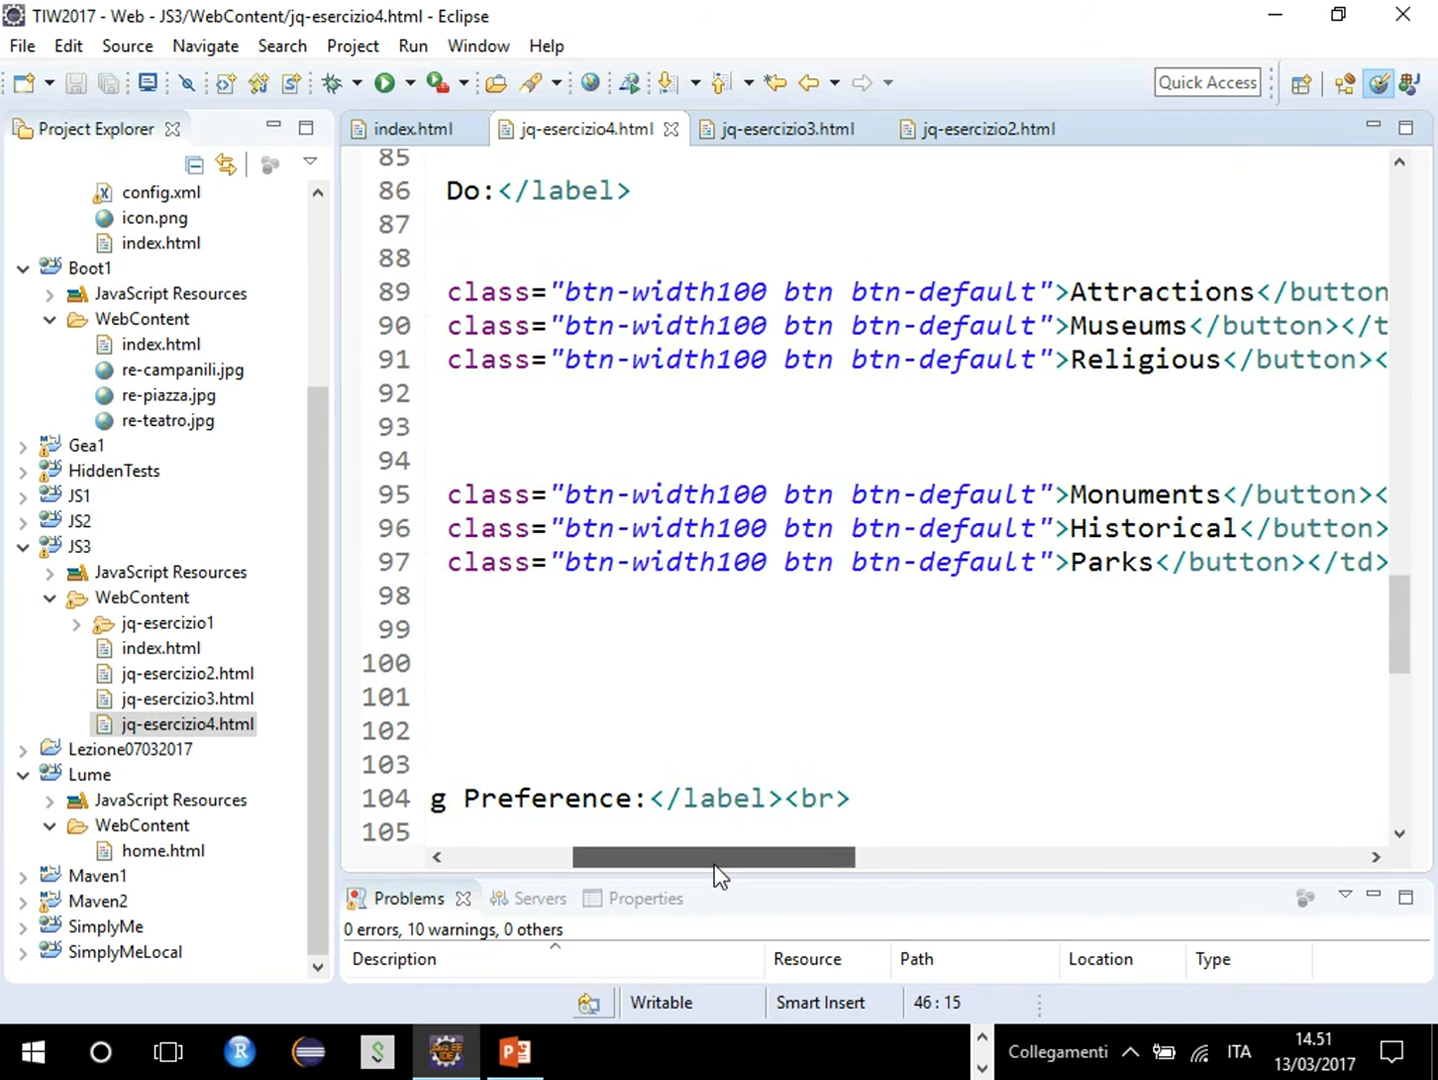 TIW2017 - Web - JS3/WebContent/jq-esercizio4.html - Eclipse
File Edit Source Navigate Search Project Run Window Help
Quick Access
Project Explorer
config.xml
icon.png
index.html
Boot1
JavaScript Resources
WebContent
index.html
re-campanili.jpg
re-piazza.jpg
re-teatro.jpg
Gea1
HiddenTests
JS1
JS2
JS3
JavaScript Resources
WebContent
jq-esercizio1
index.html
jq-esercizio2.html
jq-esercizio3.html
jq-esercizio4.html
Lezione07032017
Lume
JavaScript Resources
WebContent
home.html
Maven1
Maven2
SimplyMe
SimplyMeLocal
index.html jq-esercizio4.html jq-esercizio3.html jq-esercizio2.html
85
86 Do:</label>
87
88
89 class="btn-width100 btn btn-default">Attractions</button
90 class="btn-width100 btn btn-default">Museums</button></t
91 class="btn-width100 btn btn-default">Religious</button><
92
93
94
95 class="btn-width100 btn btn-default">Monuments</button><
96 class="btn-width100 btn btn-default">Historical</button>
97 class="btn-width100 btn btn-default">Parks</button></td>
98
99
100
101
102
103
104 g Preference:</label><br>
105
Problems Servers Properties
0 errors, 10 warnings, 0 others
Description Resource Path Location Type
Writable Smart Insert 46 : 15
Collegamenti ITA 14.51
13/03/2017